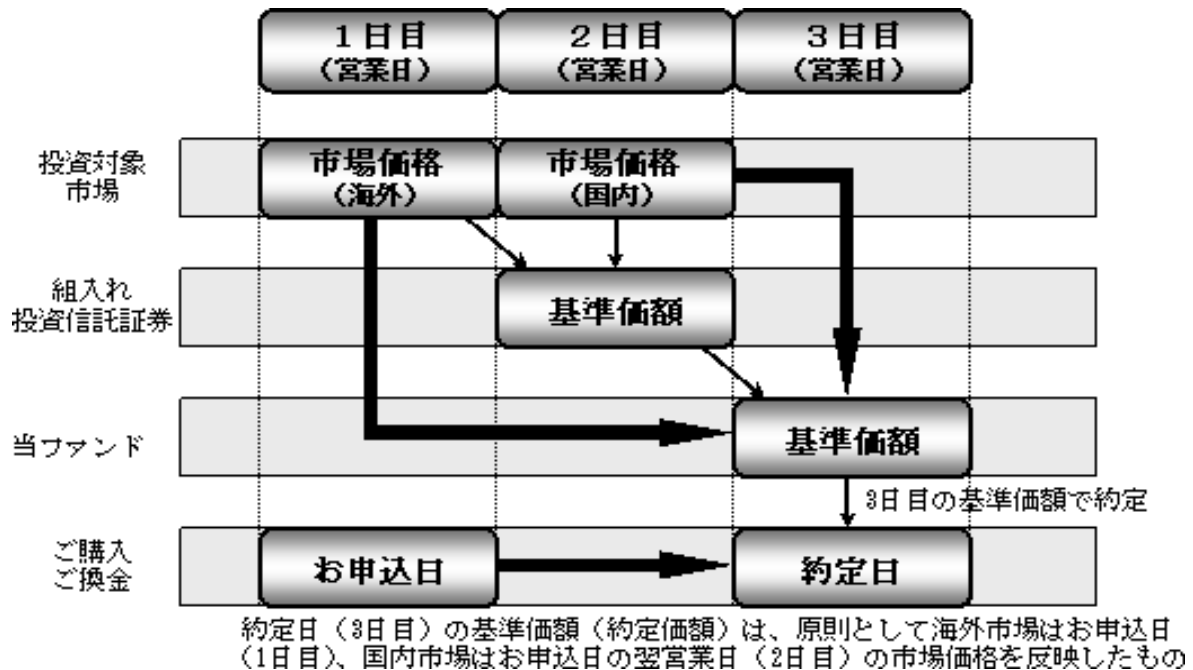 1日目 2日目 3日目
（営業日） （営業日） （営業日）
投資対象
市場
市場価格
（海外）
市場価格
（国内）
組入れ
投資信託証券
基準価額
当ファンド
基準価額
3日目の基準価額で約定
ご購入
ご換金
お申込日
約定日
約定日（3日目）の基準価額（約定価額）は、原則として海外市場はお申込日
（1日目）、国内市場はお申込日の翌営業日（2日目）の市場価格を反映したもの